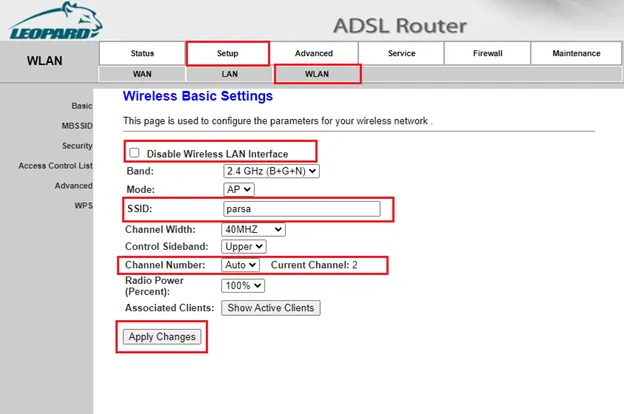 LEOPARD
ADSL Router
WLAN
Status Setup Advanced Service Firewall Maintenance
WAN LAN WLAN
Basic
MBSSID
Security
Access Control List
Advanced
WPS
Wireless Basic Settings
This page is used to configure the parameters for your wireless network .
Disable Wireless LAN Interface
Band: 2.4 GHz (B+G+N)
Mode: AP
SSID: parsa
Channel Width: 40MHZ
Control Sideband: Upper
Channel Number: Auto Current Channel: 2
Radio Power
(Percent): 100%
Associated Clients: Show Active Clients
Apply Changes